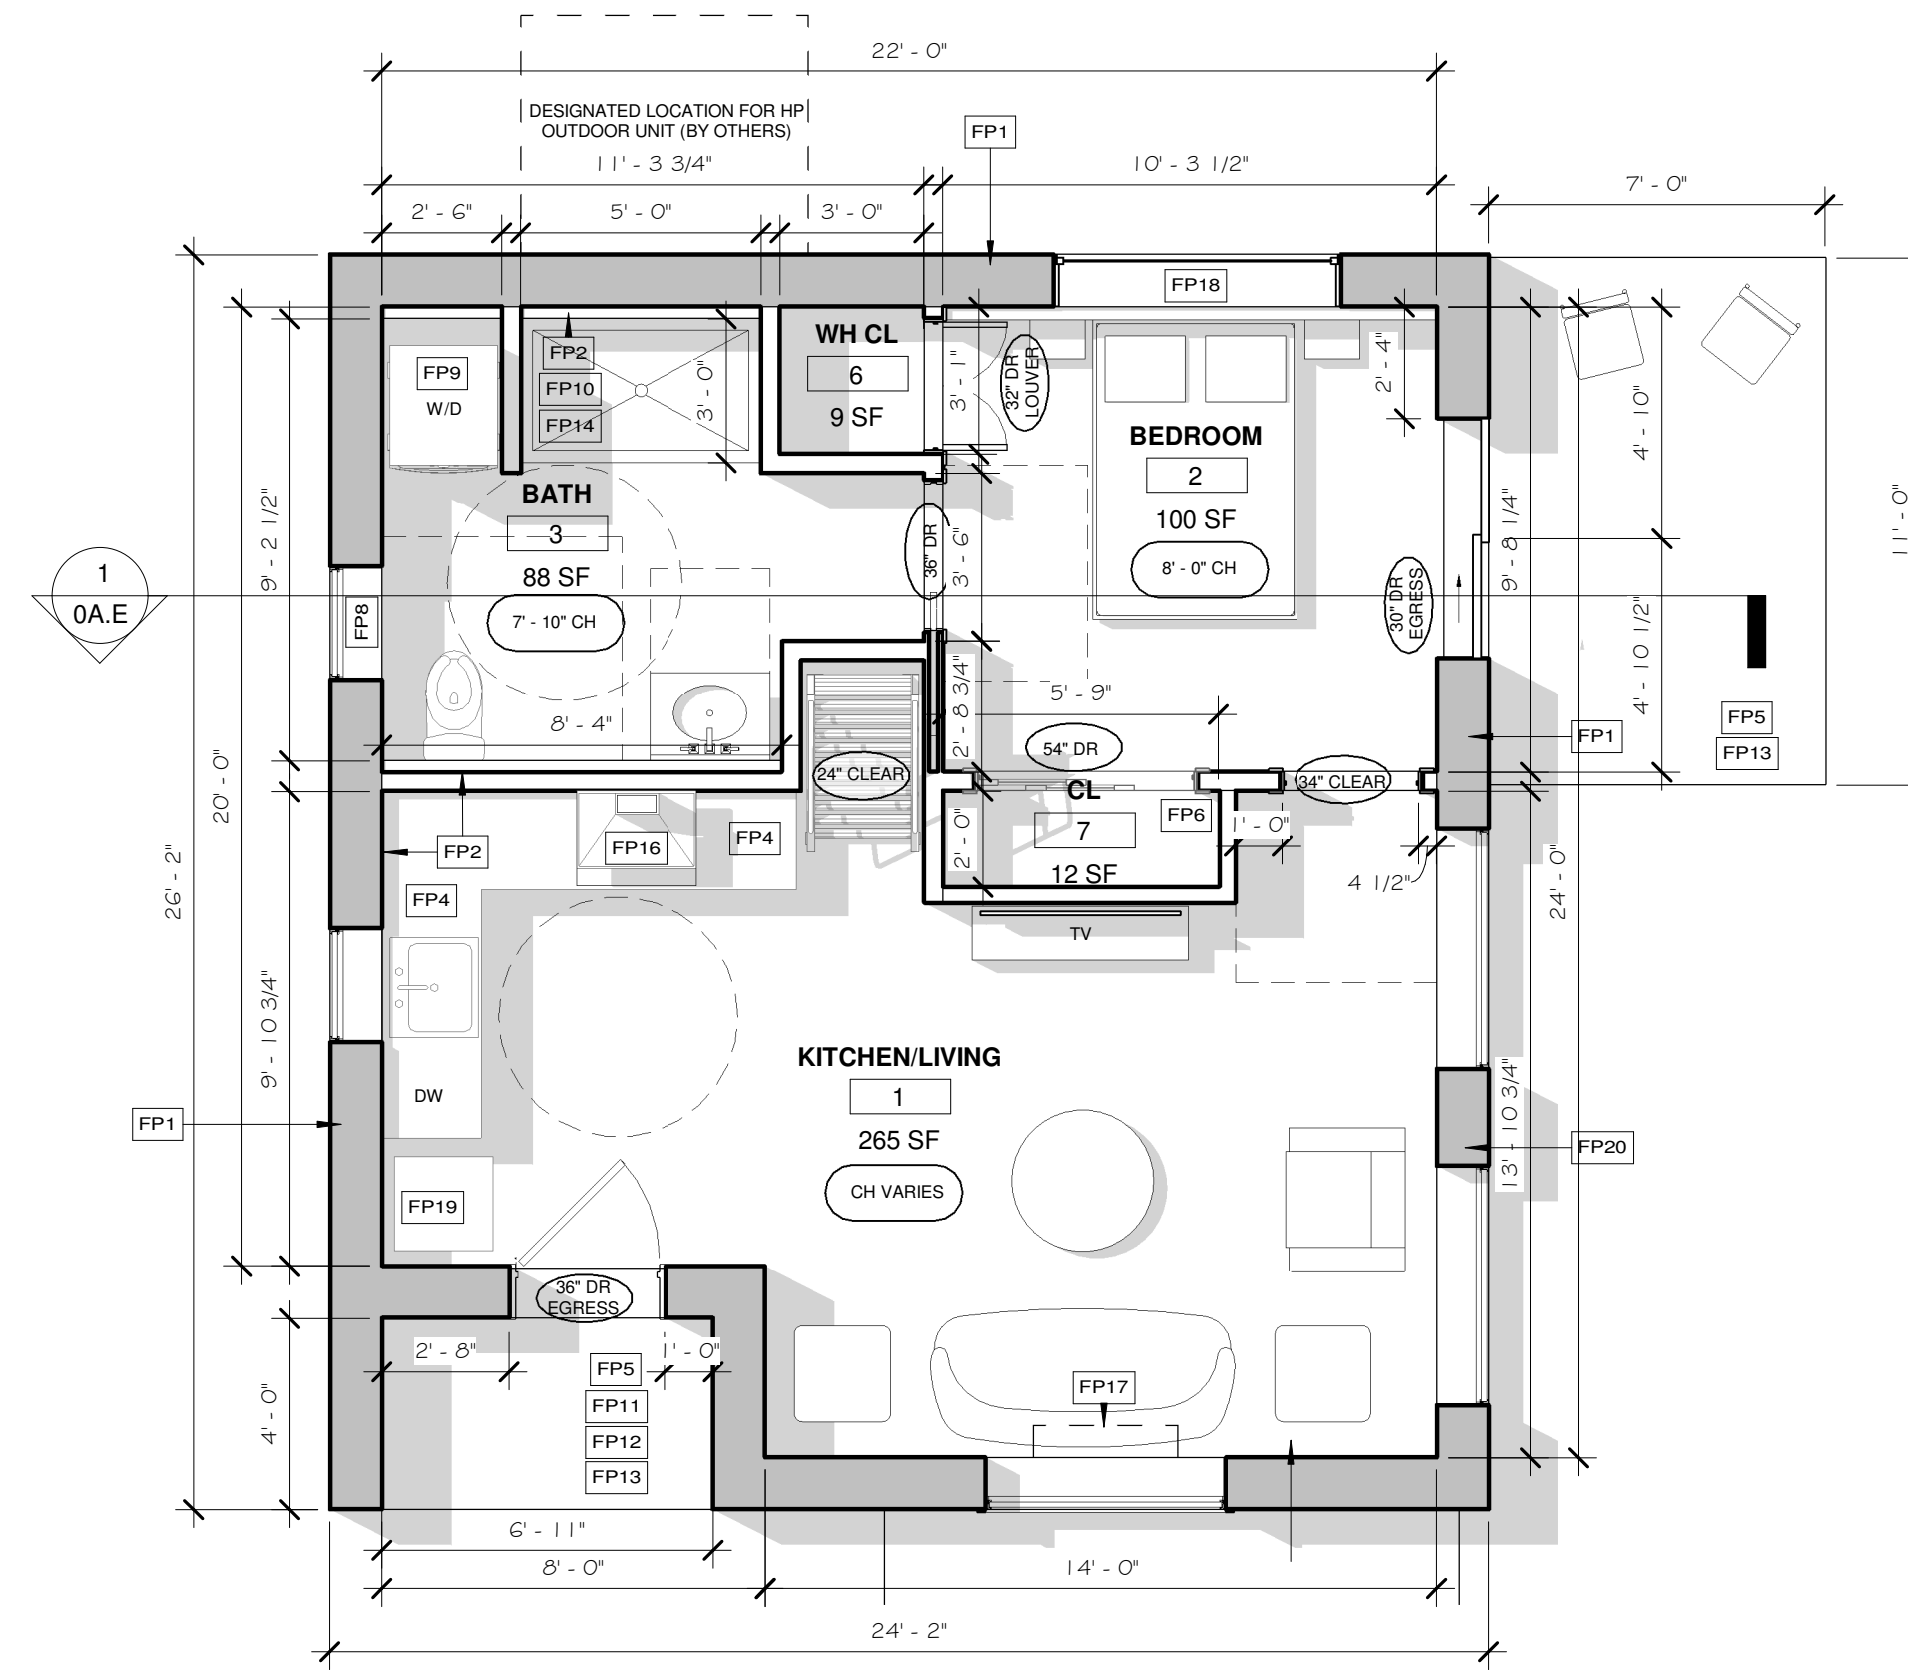 22' - 0"
DESIGNATED LOCATION FOR HP
OUTDOOR UNIT (BY OTHERS)
FP1
11' - 3 3/4"
10' - 3 1/2"
7' - 0"
2' - 6"
5' - 0"
3' - 0"
FP18
WH CL
6
9 SF
3' - 1"
32" DR
LOUVER
2' - 4"
FP9
W/D
FP2
FP10
FP14
3' - 0"
BEDROOM
2
100 SF
8' - 0" CH
4' - 10"
9' - 8 1/4"
11' - 0"
BATH
3
88 SF
7' - 10" CH
9' - 2 1/2"
36" DR
3' - 6"
30" DR
EGRESS
1
0A.E
FP8
4' - 10 1/2"
8' - 4"
2' - 8 3/4"
5' - 9"
54" DR
FP5
FP13
FP1
24" CLEAR
34" CLEAR
20' - 0"
CL
7
12 SF
FP6
2' - 0"
1' - 0"
4 1/2"
FP16
FP4
FP2
FP4
26' - 2"
24' - 0"
TV
9' - 10 3/4"
DW
KITCHEN/LIVING
1
265 SF
CH VARIES
FP1
13' - 10 3/4"
FP20
FP19
36" DR
EGRESS
2' - 8"
1' - 0"
FP5
FP11
FP12
FP13
FP17
4' - 0"
6' - 11"
8' - 0"
14' - 0"
24' - 2"